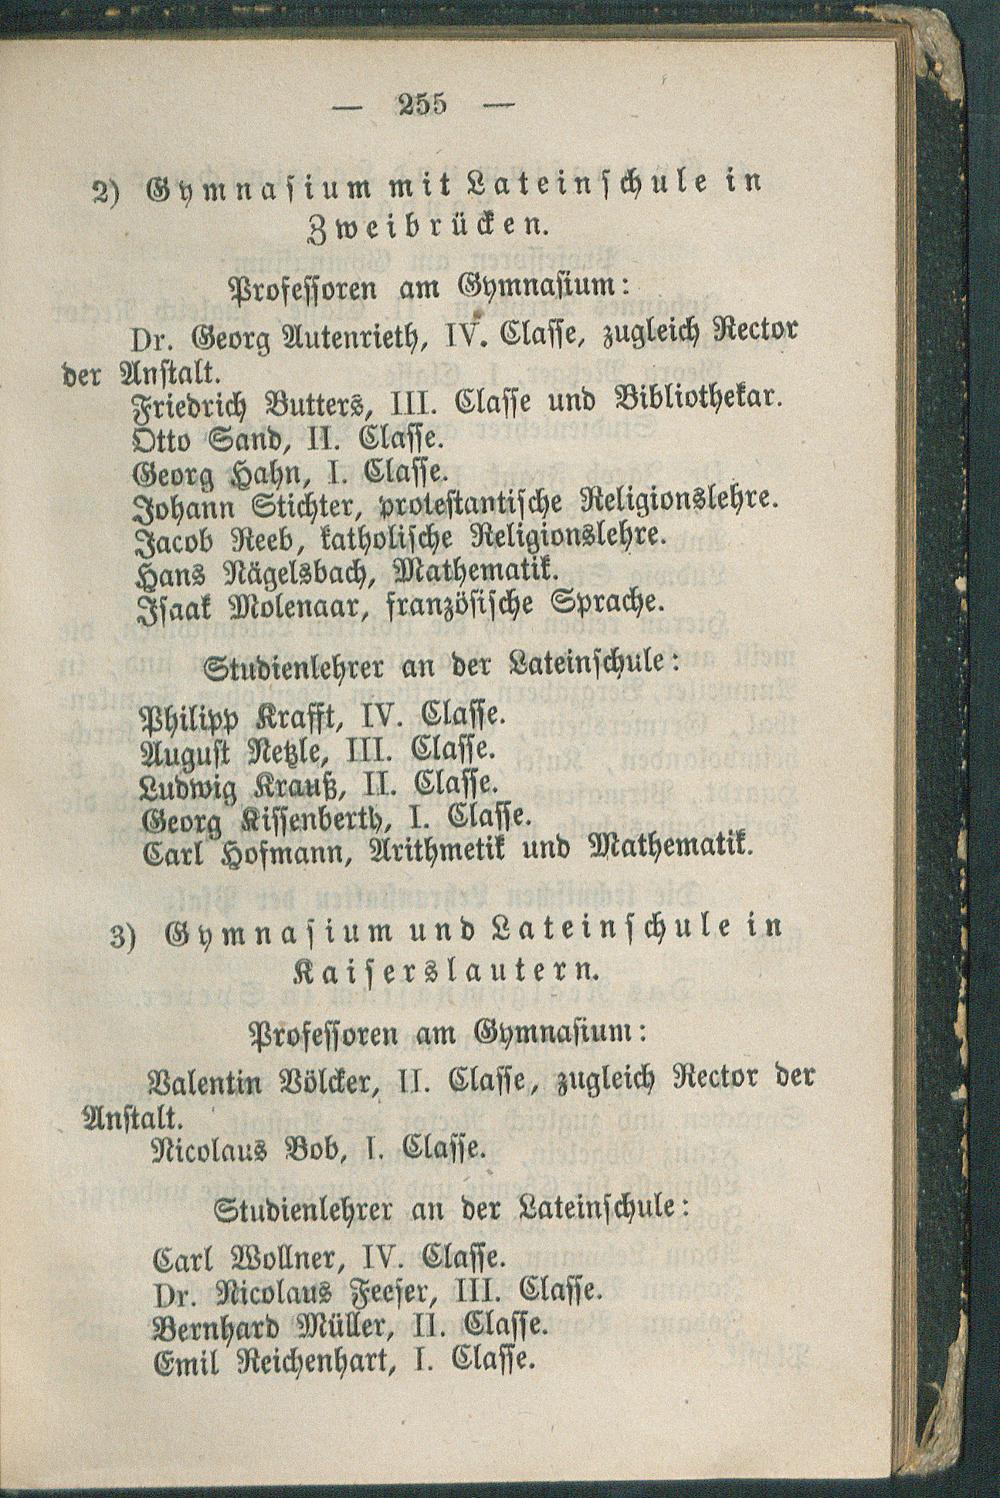 — 255 —
2) Gymnasium mit Lateinschule in
Zweibrücken.
Professoren am Gymnasium:
Dr. Georg Autenrieth, IV. Classe, zugleich Rector
der Anstalt.
Friedrich Butters, III. Classe und Bibliothekar.
Otto Sand, II. Classe.
Georg Hahn, I. Classe.
Johann Stichter, protestantische Religionslehre.
Jacob Reeb, katholische Religionslehre.
Hans Nägelsbach, Mathematik.
Isaak Molenaar, französische Sprache.
Studienlehrer an der Lateinschule:
Philipp Krafft, IV. Classe.
August Netzle, III. Classe.
Ludwig Krauß, II. Classe.
Georg Kissenberth, I. Classe.
Carl Hofmann, Arithmetik und Mathematik.
3) Gymnasium und Lateinschule in
Kaiserslautern.
Professoren am Gymnasium:
Valentin Völcker, II. Classe, zugleich Rector der
Anstalt.
Nicolaus Bob, I. Classe.
Studienlehrer an der Lateinschule:
Carl Wollner, IV. Classe.
Dr. Nicolaus Feeser, III. Classe.
Bernhard Müller, II. Classe.
Emil Reichenhart, I. Classe.